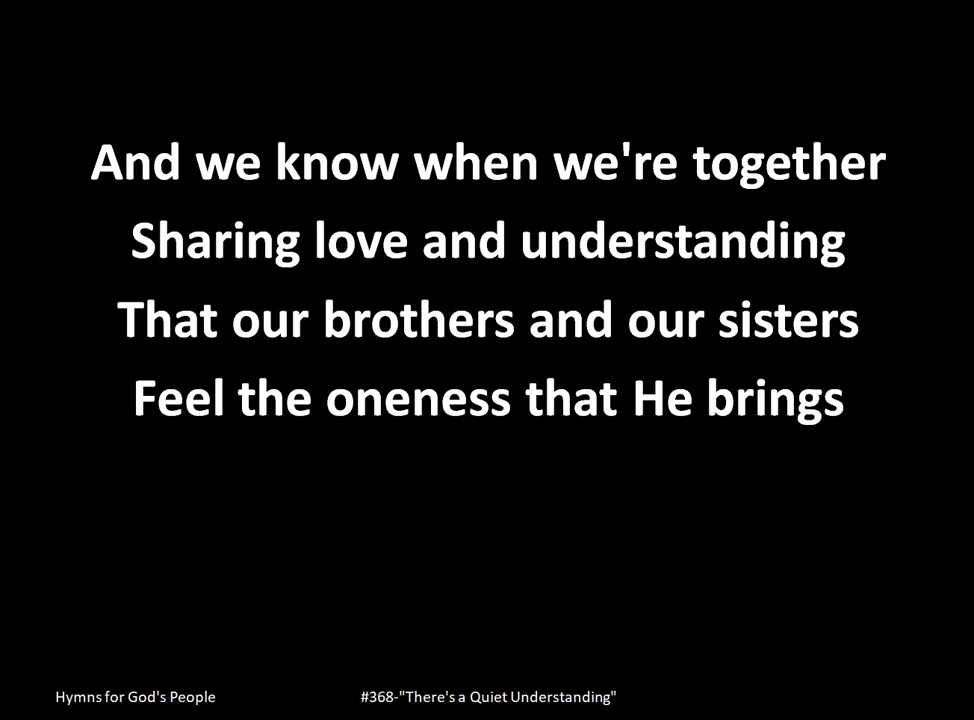 And we know when we're together
Sharing love and understanding
That our brothers and our sisters
Feel the oneness that He brings
Hymns for God's People
#368-"There's a Quiet Understanding"